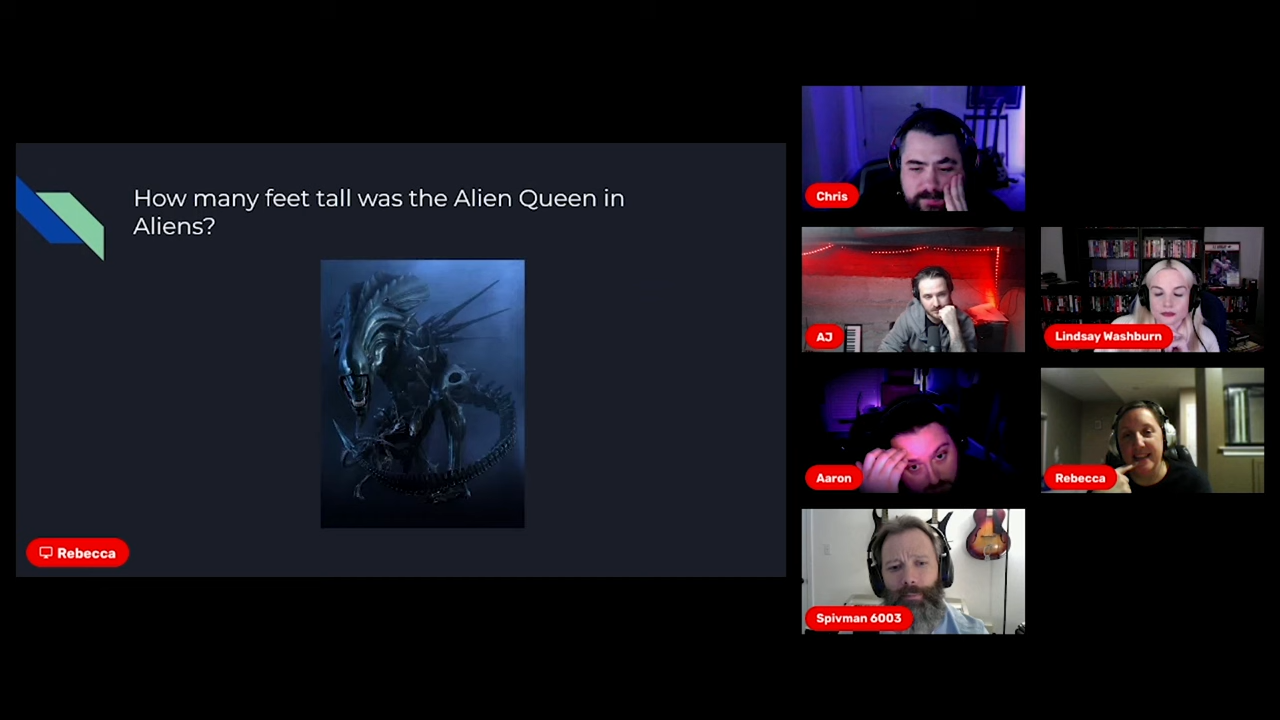 How many feet tall was the Alien Queen in
Aliens?
Rebecca
Chris
AJ
Lindsay Washburn
Aaron
Rebecca
Spivman 6003